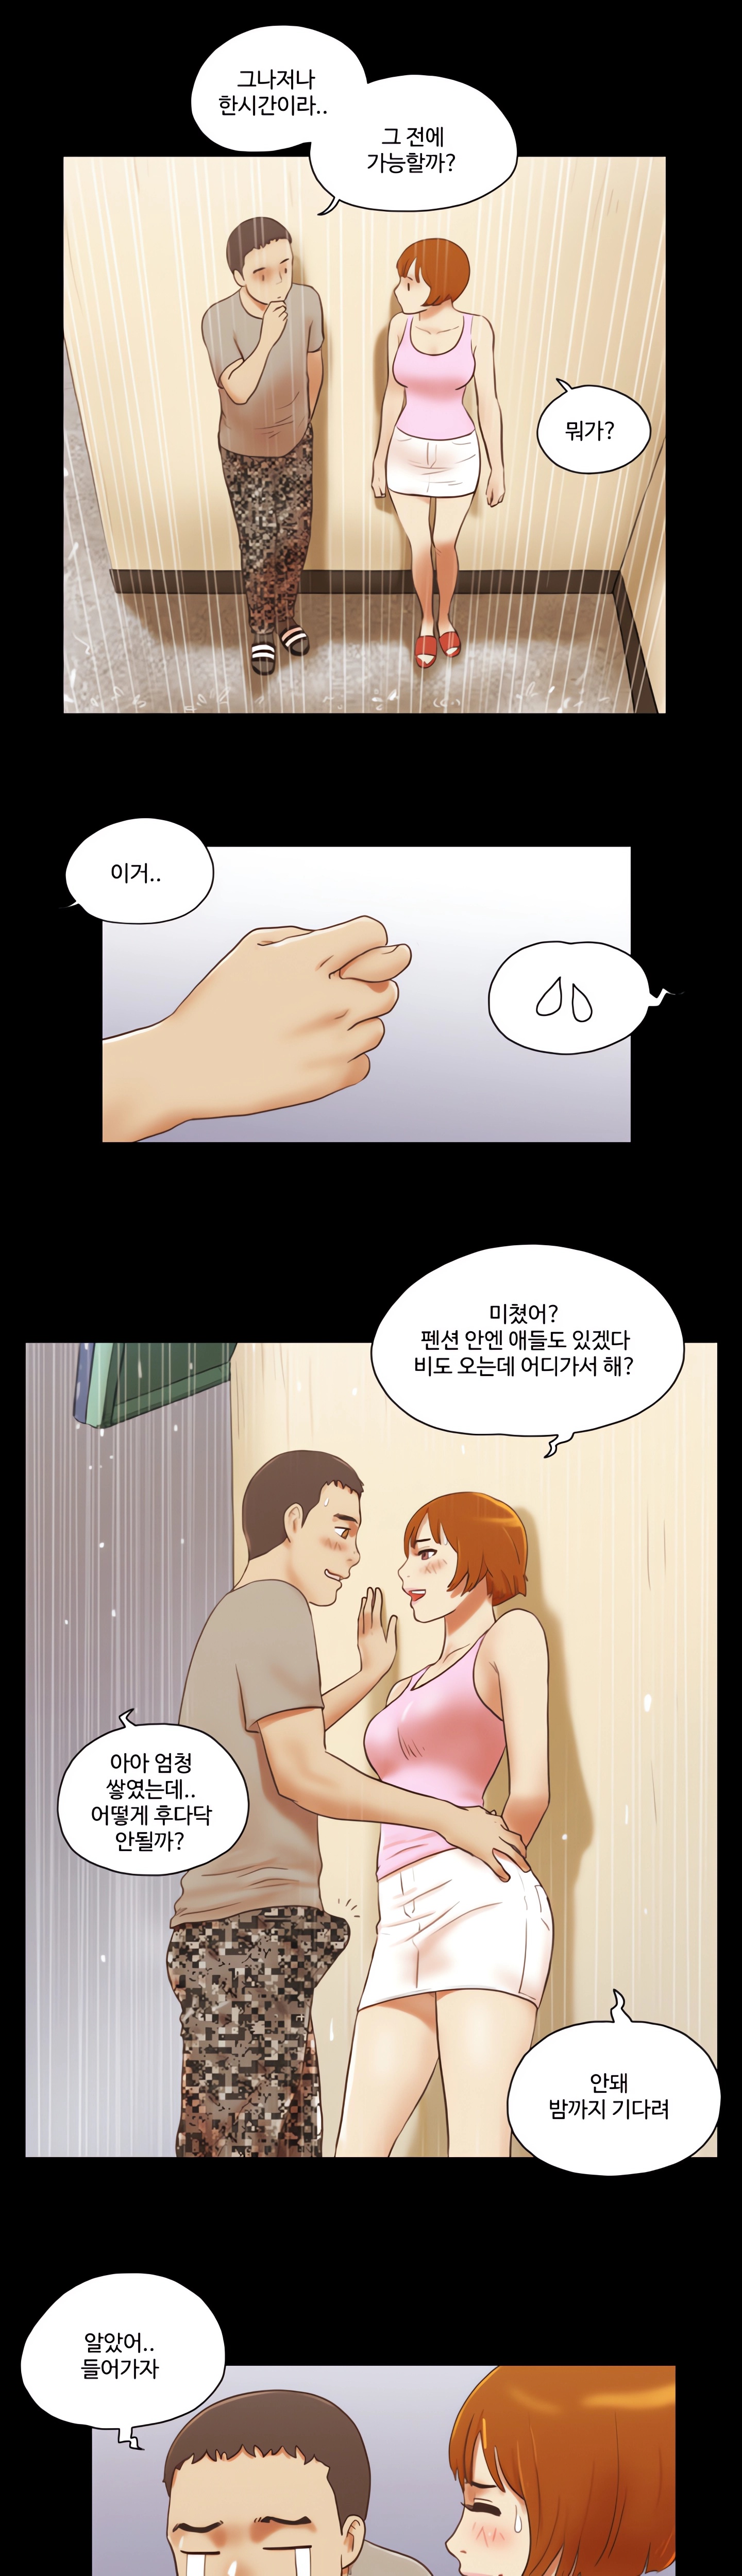 그나저나
한시간이라..
그 전에
가능할까?
뭐가?
이거..
미쳤어?
펜션 안엔 애들도 있겠다
비도 오는데 어디가서 해?
아아 엄청
쌓였는데..
어떻게 후다닥
안될까?
안돼
밤까지 기다려
알았어..
들어가자